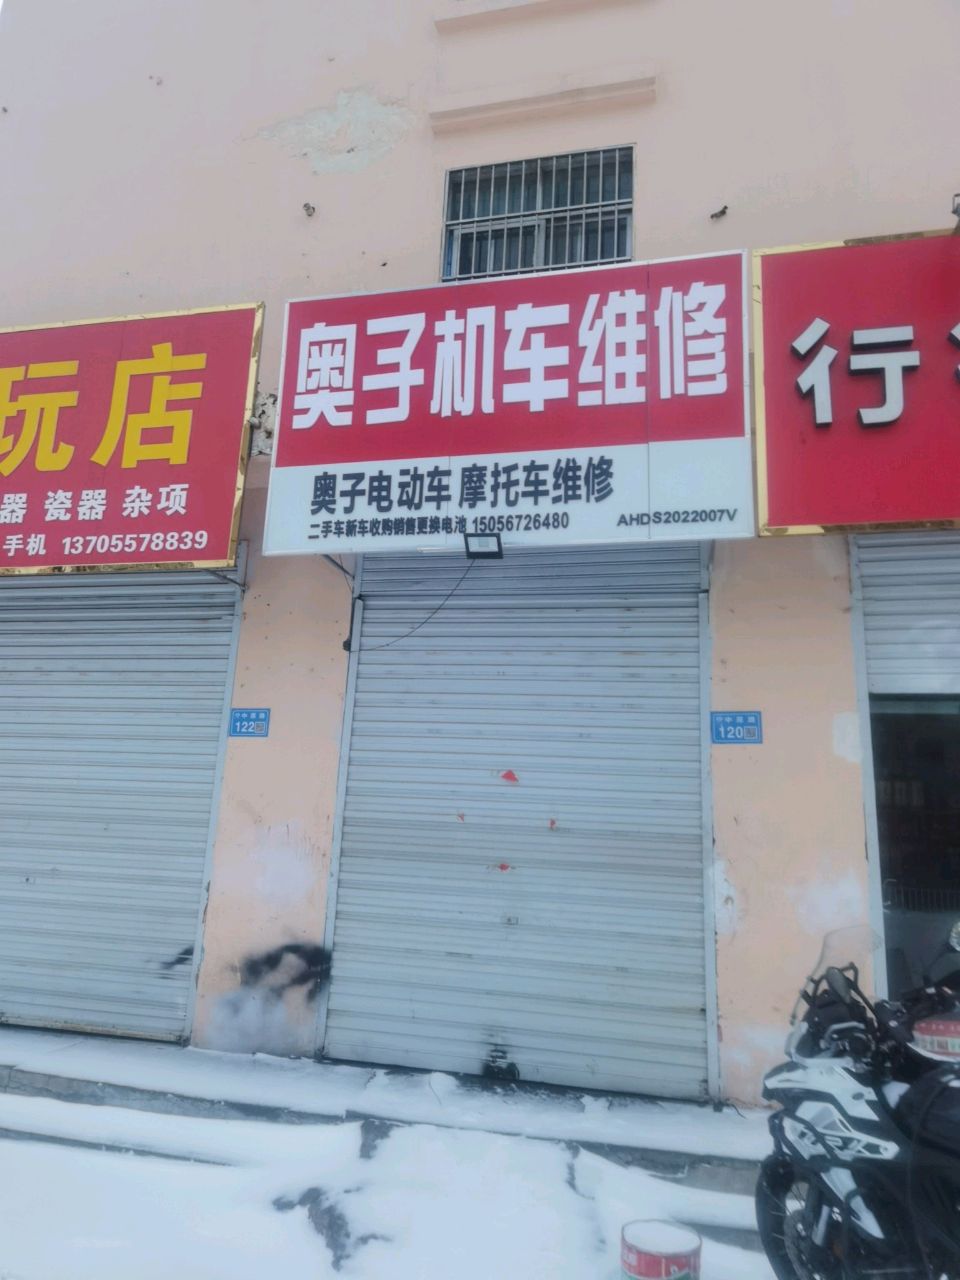 玩店
器 瓷器 杂项
手机 13705578839
奥子机车维修
奥子电动车 摩托车维修
二手车新车收购销售更换电池 15056726480
AHDS2022007V
行
122
120